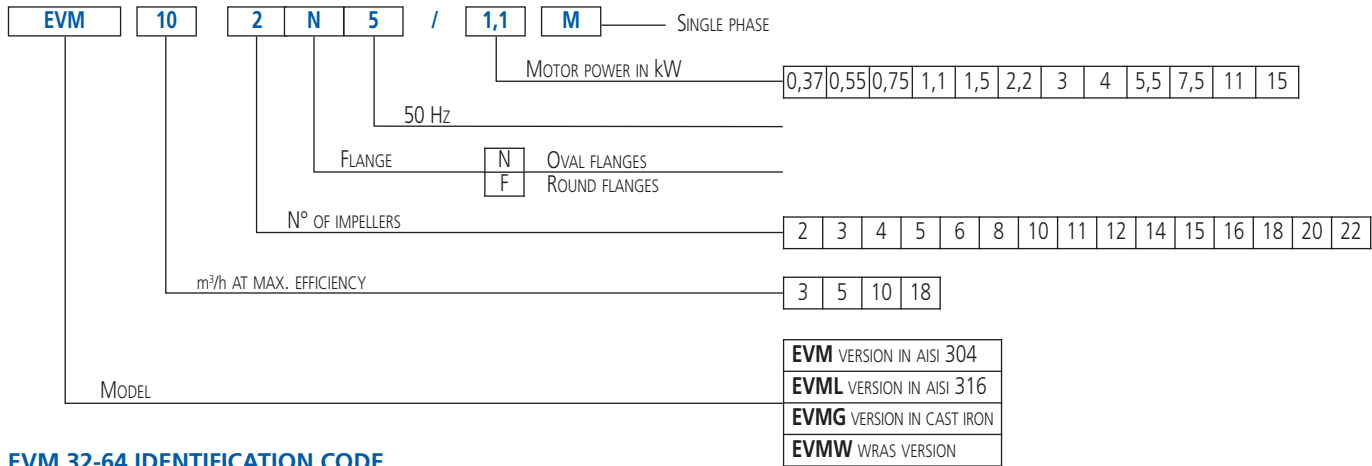 EVM 10 2 N 5 / 1,1 M SINGLE PHASE
MOTOR POWER IN kW 0,37 0,55 0,75 1,1 1,5 2,2 3 4 5,5 7,5 11 15
50 HZ
FLANGE N OVAL FLANGES
F ROUND FLANGES
N° OF IMPELLERS 2 3 4 5 6 8 10 11 12 14 15 16 18 20 22
m³/h AT MAX. EFFICIENCY 3 5 10 18
EVM VERSION IN AISI 304
MODEL EVML VERSION IN AISI 316
EVMG VERSION IN CAST IRON
EVMW WRAS VERSION
EVM 32-64 IDENTIFICATION CODE